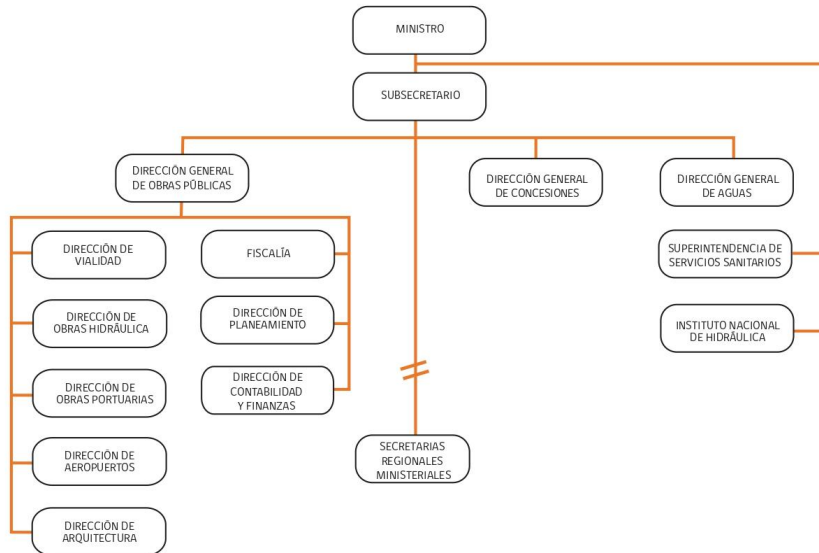 MINISTRO
SUBSECRETARIO
DIRECCIÓN GENERAL
DE OBRAS PÚBLICAS
DIRECCIÓN GENERAL
DE CONCESIONES
DIRECCIÓN GENERAL
DE AGUAS
DIRECCIÓN DE
VIALIDAD
FISCALÍA
SUPERINTENDENCIA DE
SERVICIOS SANITARIOS
DIRECCIÓN DE
OBRAS HIDRÁULICA
DIRECCIÓN DE
PLANEAMIENTO
INSTITUTO NACIONAL
DE HIDRÁULICA
DIRECCIÓN DE
OBRAS PORTUARIAS
DIRECCIÓN DE
CONTABILIDAD
Y FINANZAS
DIRECCIÓN DE
AEROPUERTOS
SECRETARIAS
REGIONALES
MINISTERIALES
DIRECCIÓN DE
ARQUITECTURA